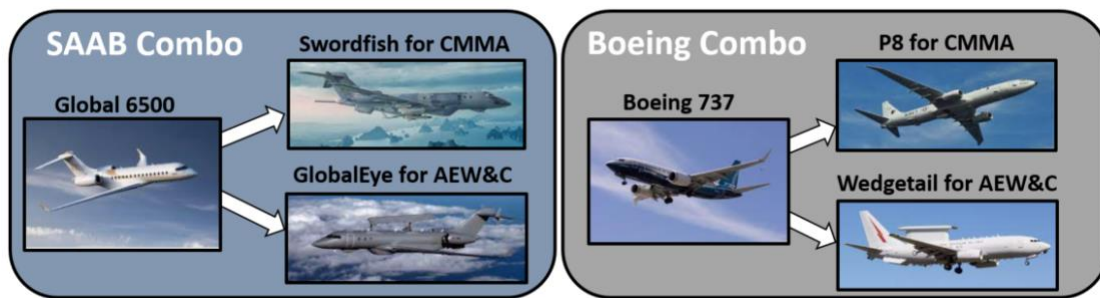 SAAB Combo
Global 6500
Swordfish for CMMA
GlobalEye for AEW&C
Boeing Combo
Boeing 737
P8 for CMMA
Wedgetail for AEW&C